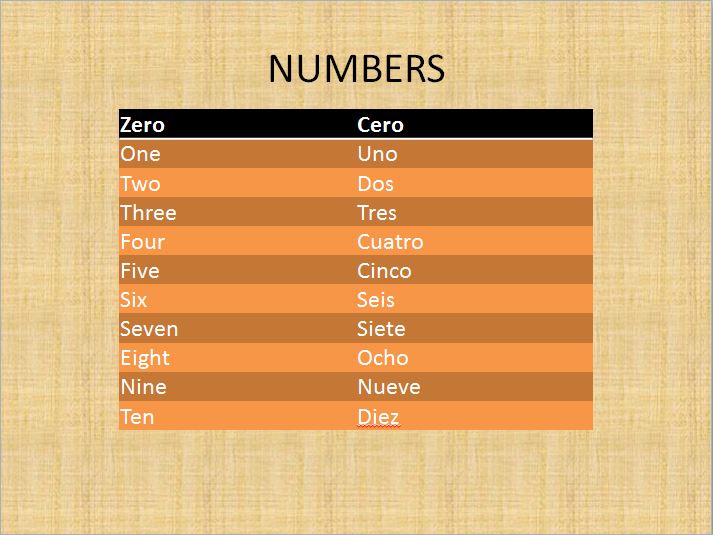 NUMBERS
Zero Cero
One Uno
Two Dos
Three Tres
Four Cuatro
Five Cinco
Six Seis
Seven Siete
Eight Ocho
Nine Nueve
Ten Diez